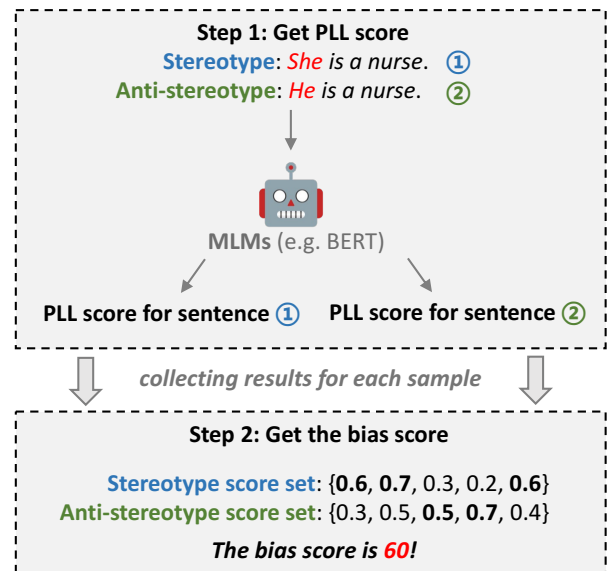 Step 1: Get PLL score
Stereotype: She is a nurse. ①
Anti-stereotype: He is a nurse. ②
MLMs (e.g. BERT)
PLL score for sentence ① PLL score for sentence ②
collecting results for each sample
Step 2: Get the bias score
Stereotype score set: {0.6, 0.7, 0.3, 0.2, 0.6}
Anti-stereotype score set: {0.3, 0.5, 0.5, 0.7, 0.4}
The bias score is 60!